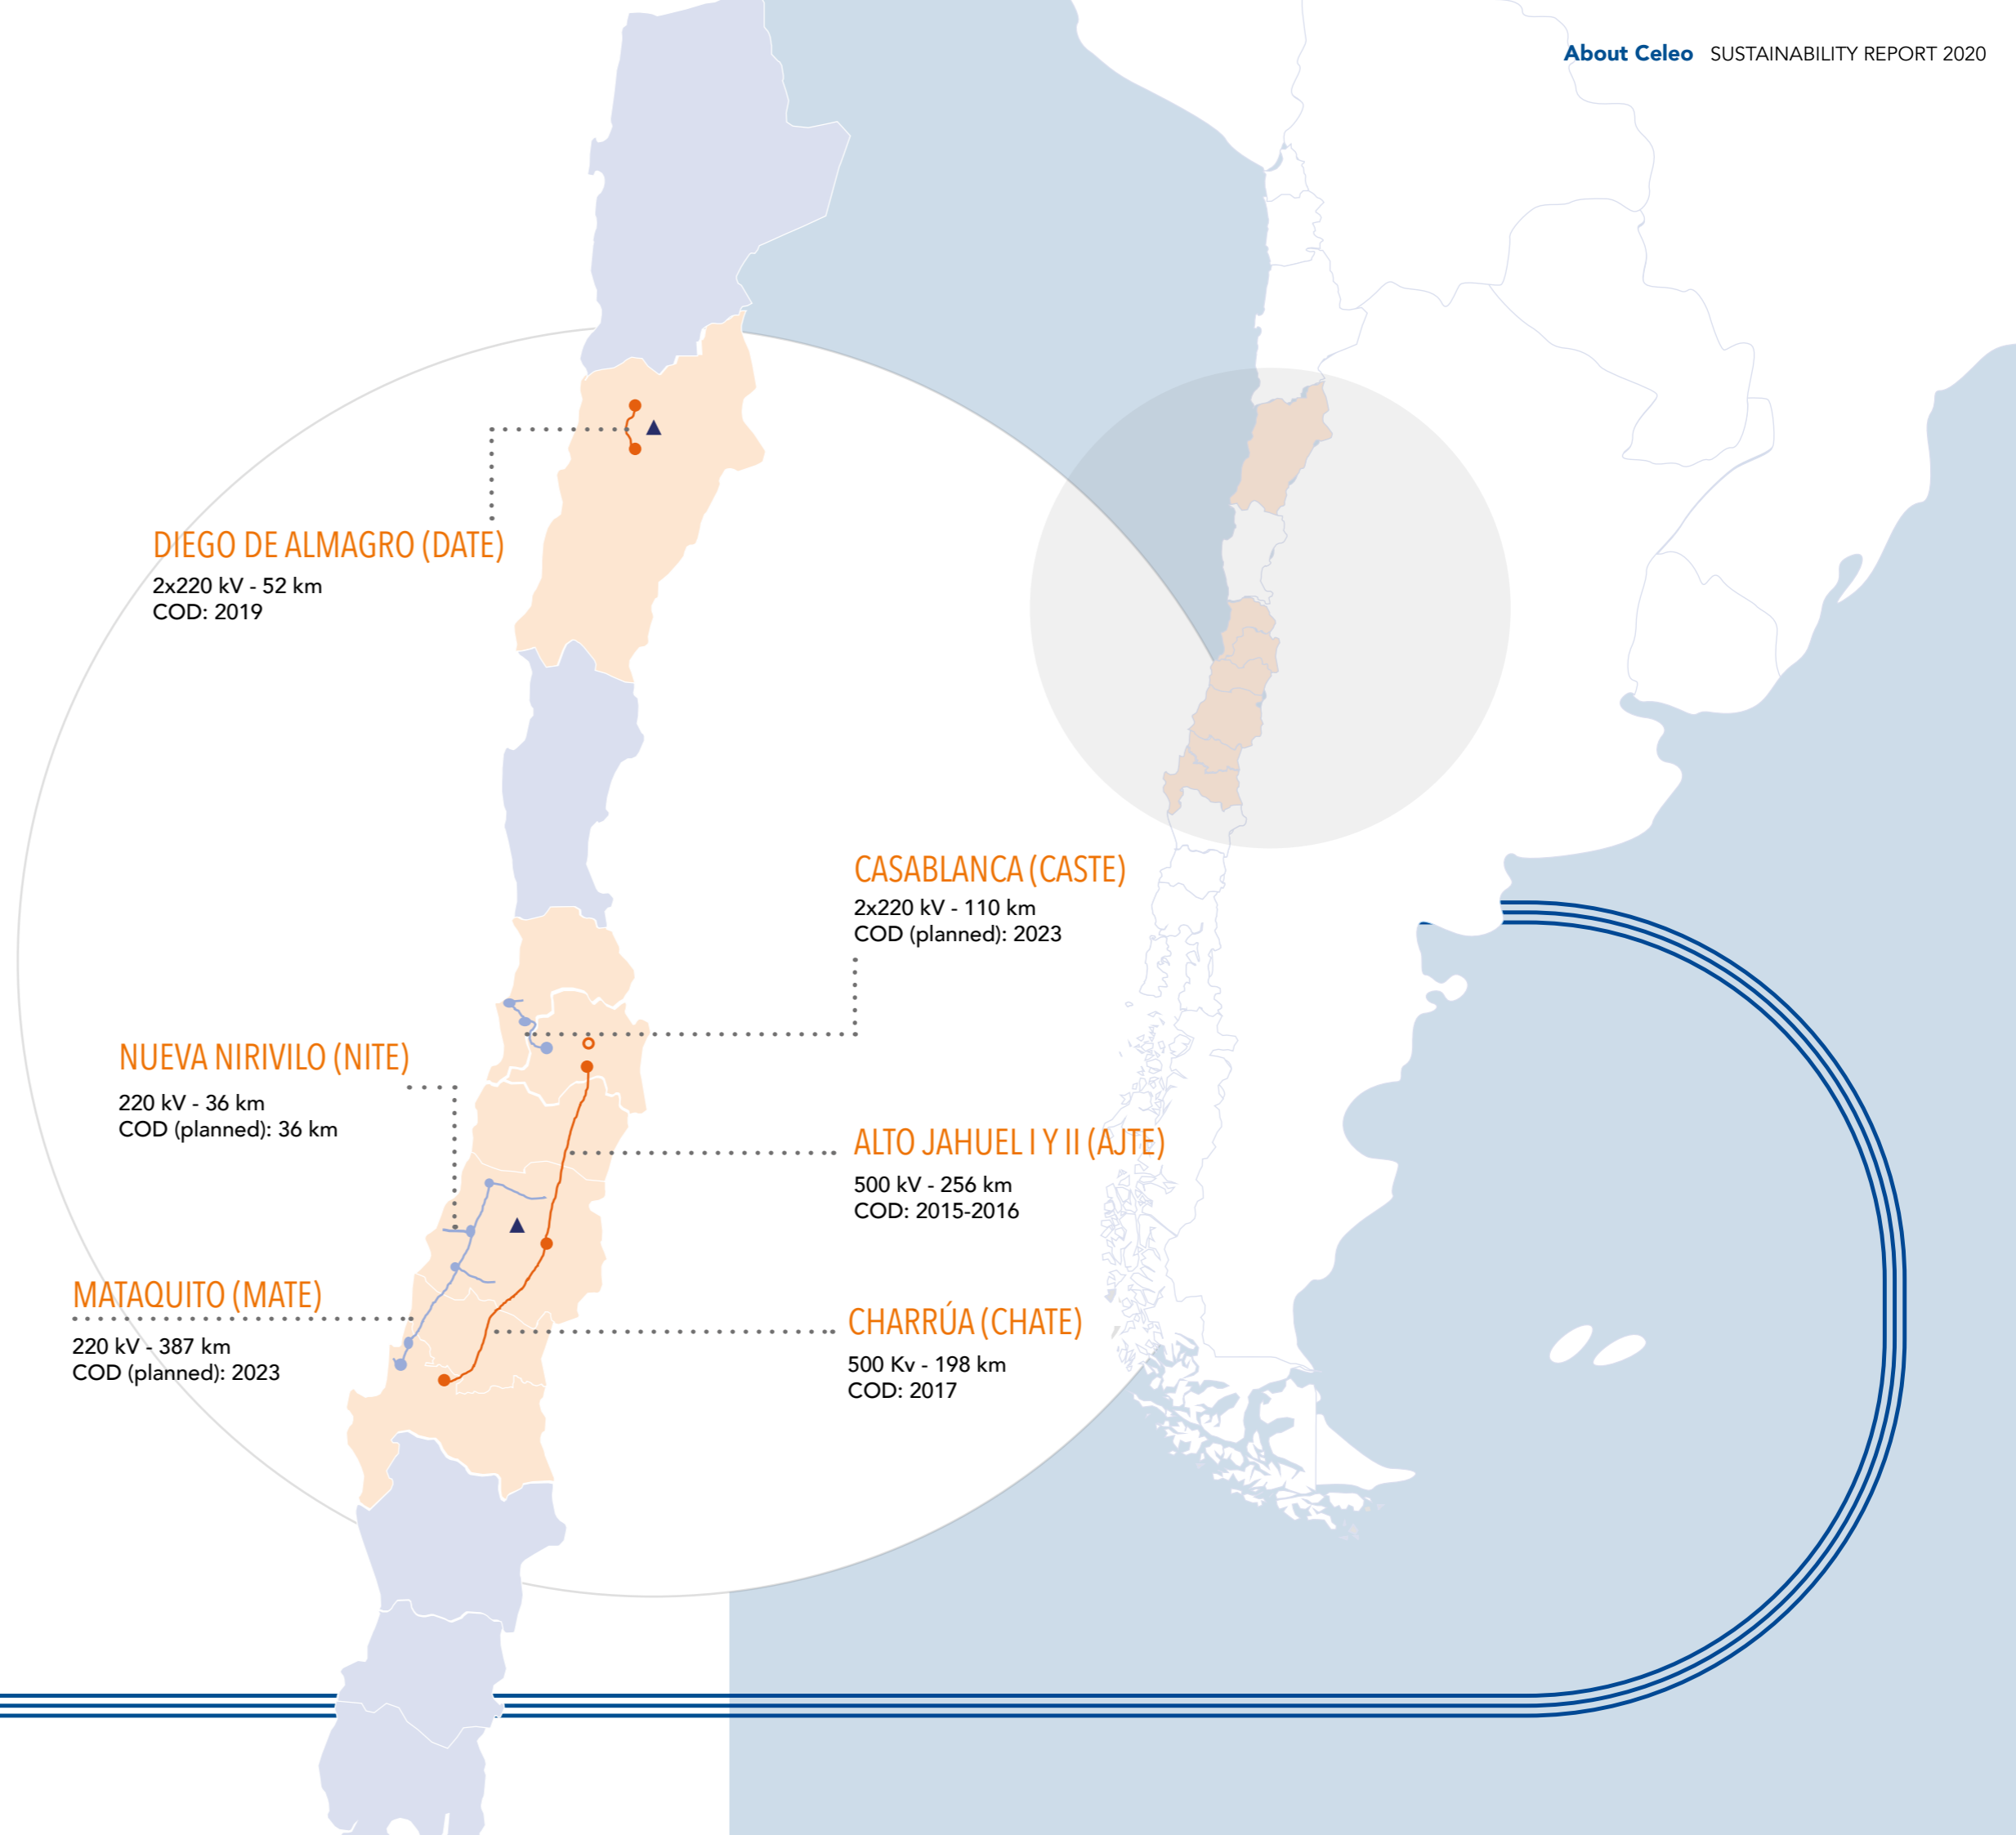 About Celeo SUSTAINABILITY REPORT 2020
DIEGO DE ALMAGRO (DATE)
2x220 kV - 52 km
COD: 2019
CASABLANCA (CASTE)
2x220 kV - 110 km
COD (planned): 2023
NUEVA NIRIVILO (NITE)
220 kV - 36 km
COD (planned): 36 km
ALTO JAHUEL I Y II (AJTE)
500 kV - 256 km
COD: 2015-2016
MATAQUITO (MATE)
220 kV - 387 km
COD (planned): 2023
CHARRÚA (CHATE)
500 Kv - 198 km
COD: 2017